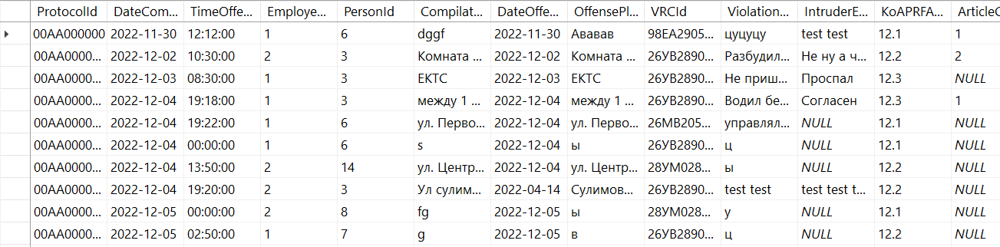 ProtocolId DateCom... TimeOffe... Employe... PersonId Compilat... DateOffe... OffensePl... VRCId Violation... IntruderE... KoAPRFA... ArticleC
00AA000000 2022-11-30 12:12:00 1 6 dggf 2022-11-30 Ававав 98EA2905... цуцуцу test test 12.1 1
00AA0000... 2022-12-02 10:30:00 2 3 Комната ... 2022-12-02 Комната ... 26УВ2890... Разбудил... Не ну а ч... 12.2 2
00AA0000... 2022-12-03 08:30:00 1 3 ЕКТС 2022-12-03 ЕКТС 26УВ2890... Не приш... Проспал 12.3 NULL
00AA0000... 2022-12-04 19:18:00 1 3 между 1 ... 2022-12-04 между 1 ... 26УВ2890... Водил бе... Согласен 12.3 1
00AA0000... 2022-12-04 19:22:00 1 6 ул. Перво... 2022-12-04 ул. Перво... 26МВ205... управлял... NULL 12.1 NULL
00AA0000... 2022-12-04 00:00:00 1 6 s 2022-12-04 ы 26УВ2890... ц NULL 12.1 NULL
00AA0000... 2022-12-04 13:50:00 2 14 ул. Центр... 2022-12-04 ул. Центр... 28УМ028... ы NULL 12.2 NULL
00AA0000... 2022-12-04 19:20:00 2 3 Ул сулим... 2022-04-14 Сулимов... 26УВ2890... test test test test t... 12.2 NULL
00AA0000... 2022-12-05 00:00:00 2 8 fg 2022-12-05 ы 28УМ028... у NULL 12.1 NULL
00AA0000... 2022-12-05 02:50:00 1 7 g 2022-12-05 в 26УВ2890... ц NULL 12.2 NULL